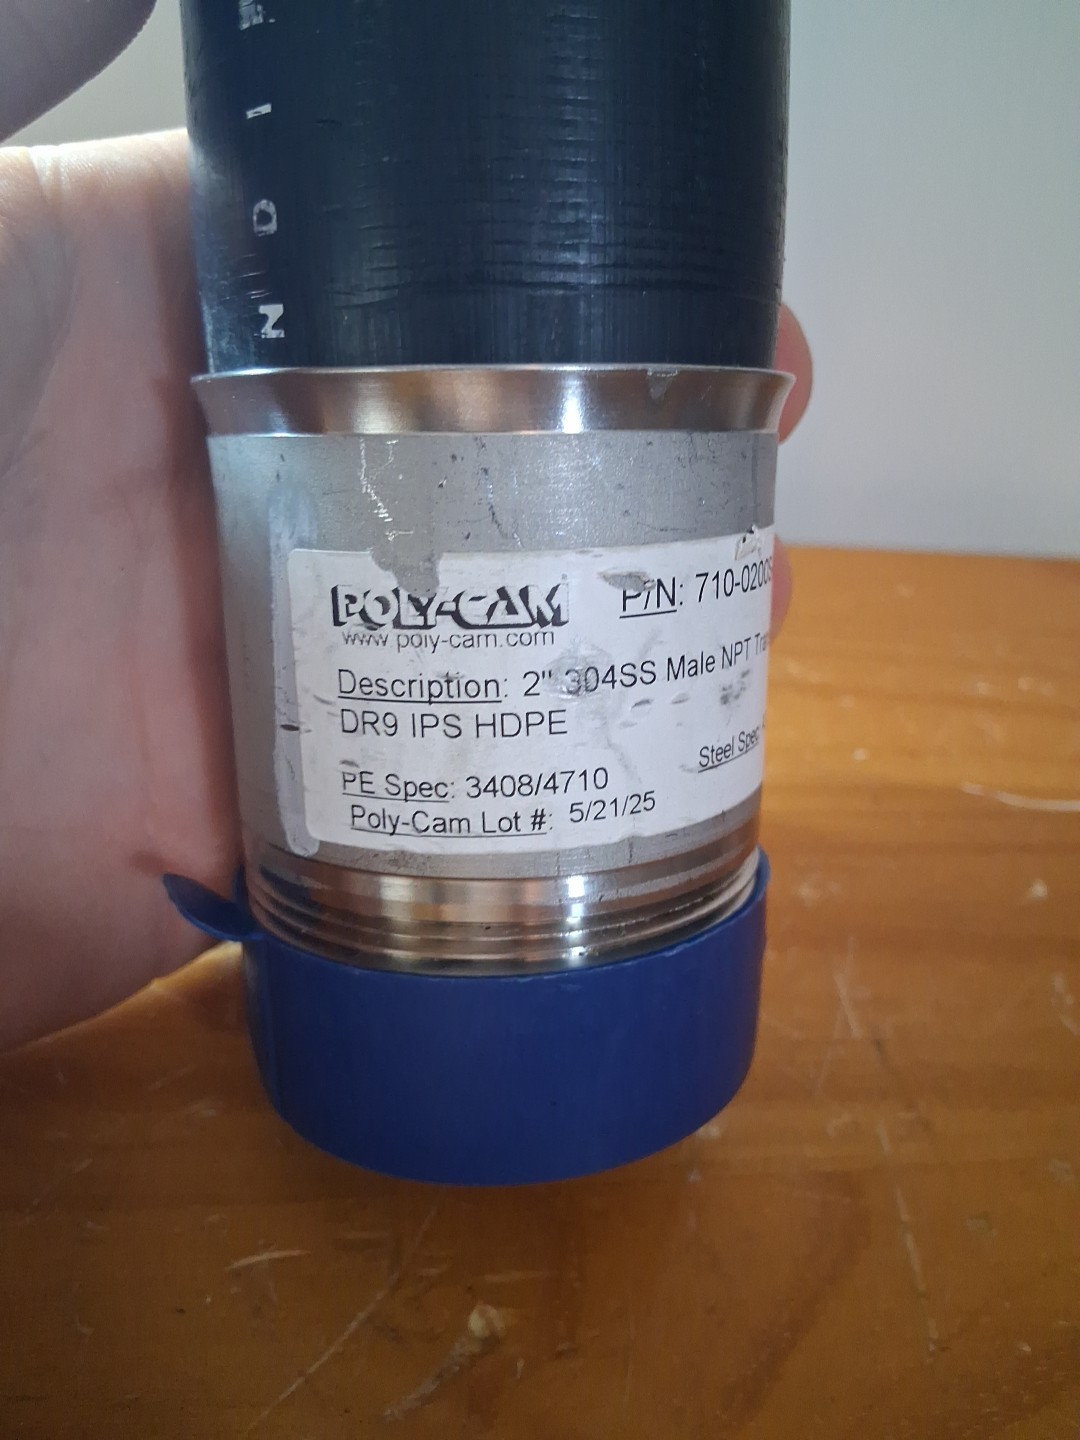 N D I
POLY-CAM
www.poly-cam.com
P/N: 710-0200
Description: 2" 304SS Male NPT
DR9 IPS HDPE
Steel Spec
PE Spec: 3408/4710
Poly-Cam Lot #: 5/21/25